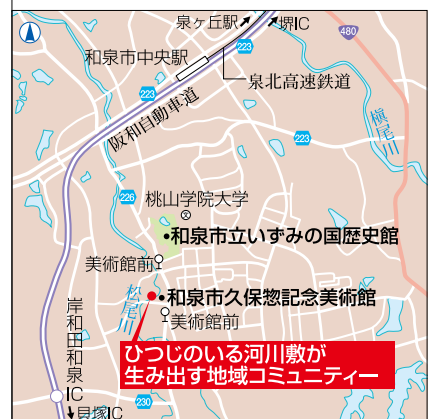 泉ヶ丘駅
堺IC
480
和泉市中央駅
223
泉北高速鉄道
223
阪和自動車道
槇尾川
223
223
226
桃山学院大学
和泉市立いずみの国歴史館
美術館前
松尾川
和泉市久保惣記念美術館
美術館前
岸和田和泉IC
ひつじのいる河川敷が
生み出す地域コミュニティー
230
貝塚IC